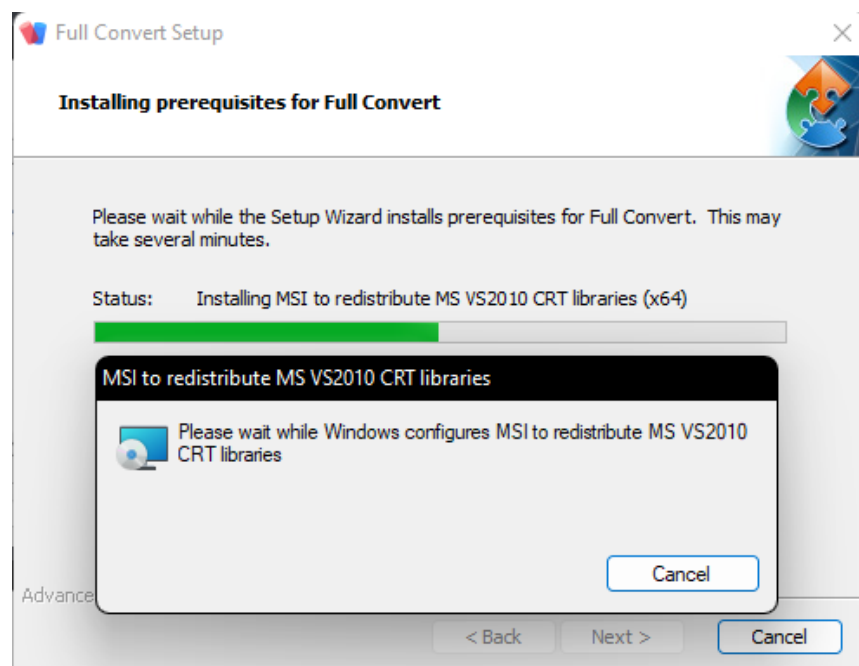 Full Convert Setup
Installing prerequisites for Full Convert
Please wait while the Setup Wizard installs prerequisites for Full Convert. This may
take several minutes.
Status: Installing MSI to redistribute MS VS2010 CRT libraries (x64)
MSI to redistribute MS VS2010 CRT libraries
Please wait while Windows configures MSI to redistribute MS VS2010
CRT libraries
Cancel
Advance
< Back Next > Cancel